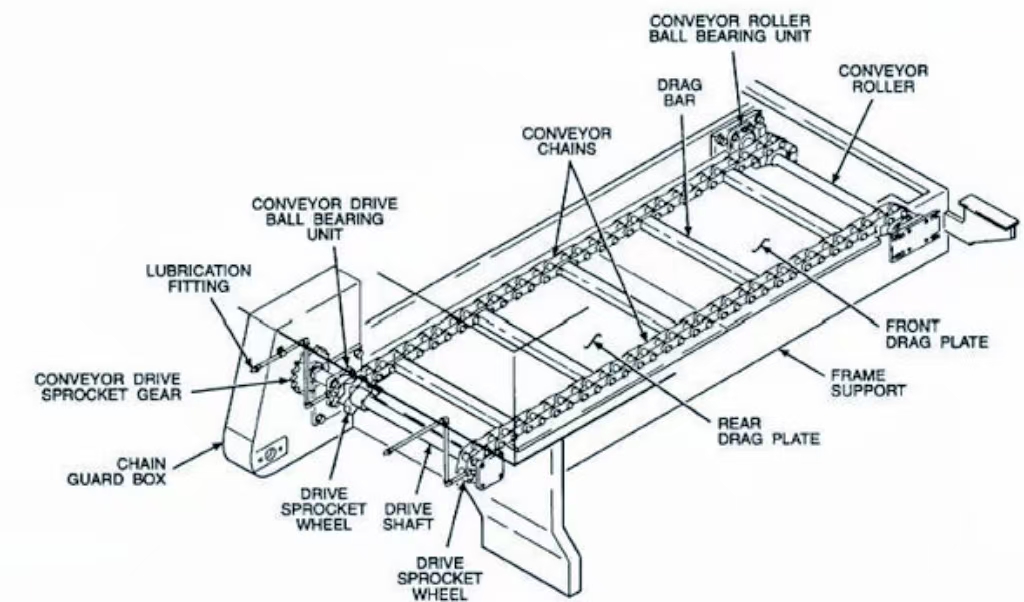 CONVEYOR ROLLER
BALL BEARING UNIT
CONVEYOR
ROLLER
DRAG
BAR
CONVEYOR
CHAINS
CONVEYOR DRIVE
BALL BEARING
UNIT
LUBRICATION
FITTING
CONVEYOR DRIVE
SPROCKET GEAR
CHAIN
GUARD BOX
DRIVE
SPROCKET
WHEEL
DRIVE
SHAFT
DRIVE
SPROCKET
WHEEL
REAR
DRAG PLATE
FRAME
SUPPORT
FRONT
DRAG PLATE